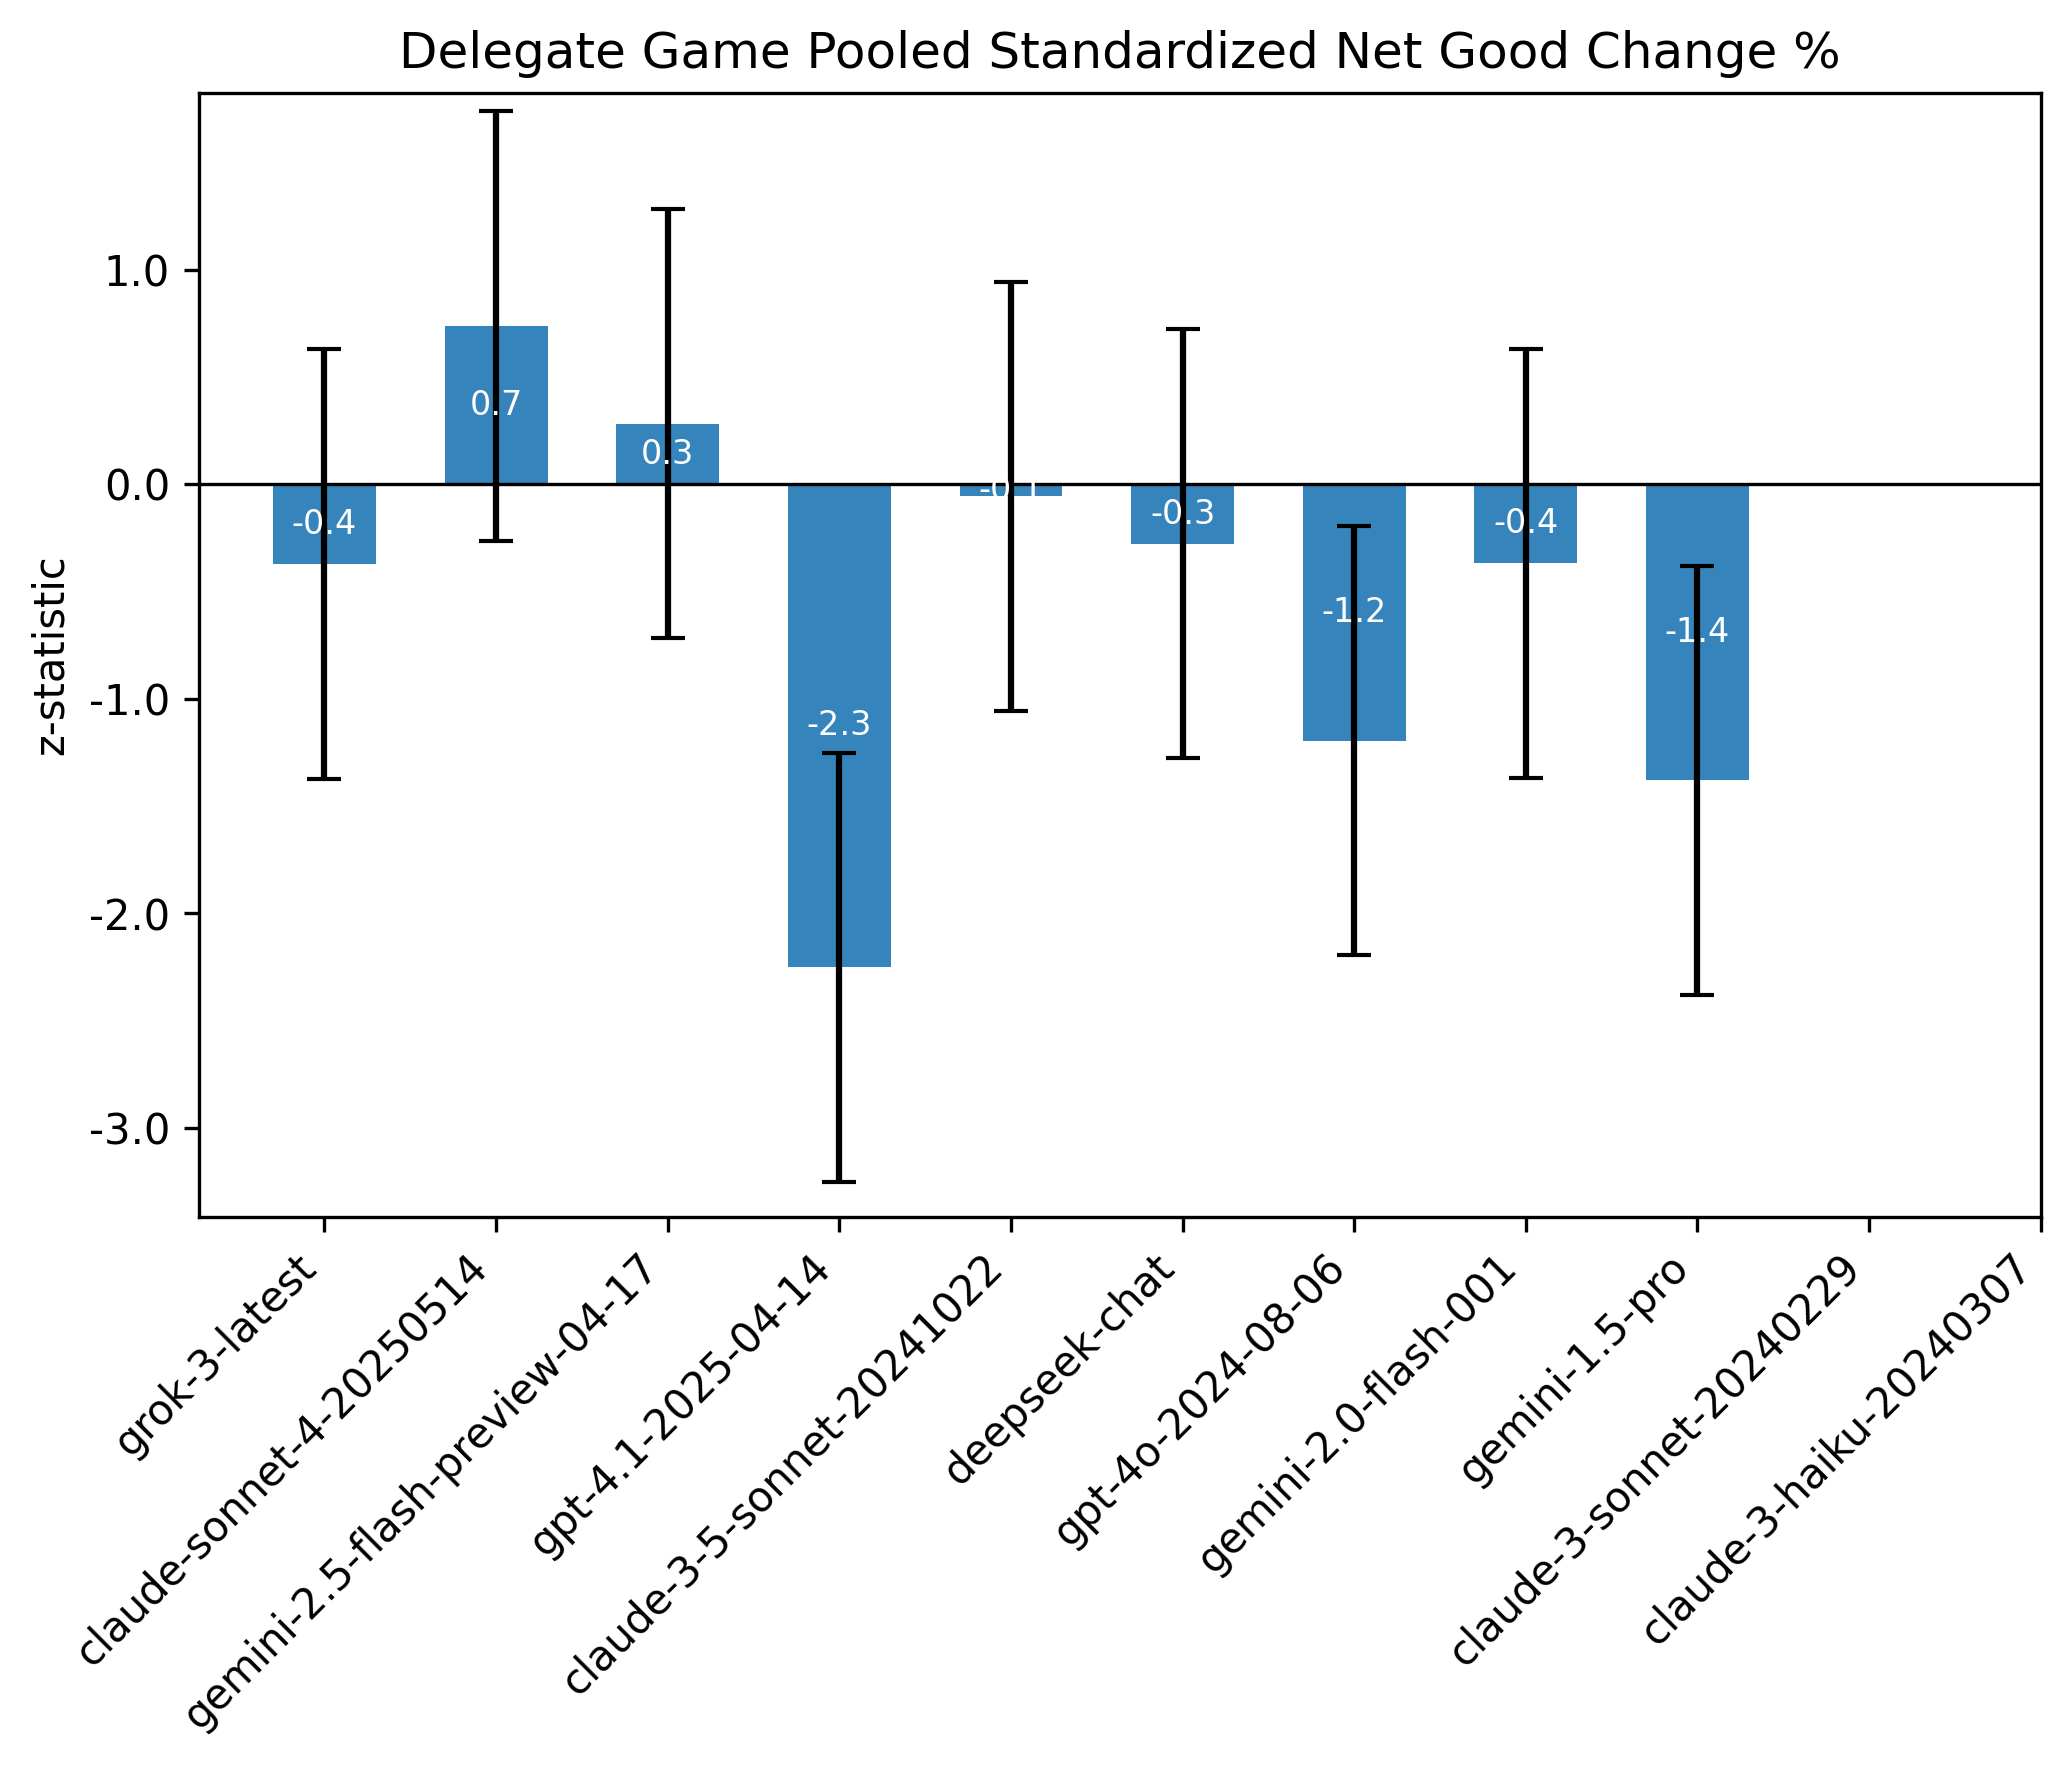 Delegate Game Pooled Standardized Net Good Change %
z-statistic
1.0
0.0
-1.0
-2.0
-3.0
-0.4
0.7
0.3
-2.3
-0.1
-0.3
-1.2
-0.4
-1.4
grok-3-latest
claude-sonnet-4-20250514
gemini-2.5-flash-preview-04-17
gpt-4.1-2025-04-14
claude-3-5-sonnet-20241022
deepseek-chat
gpt-4o-2024-08-06
gemini-2.0-flash-001
gemini-1.5-pro
claude-3-sonnet-20240229
claude-3-haiku-20240307